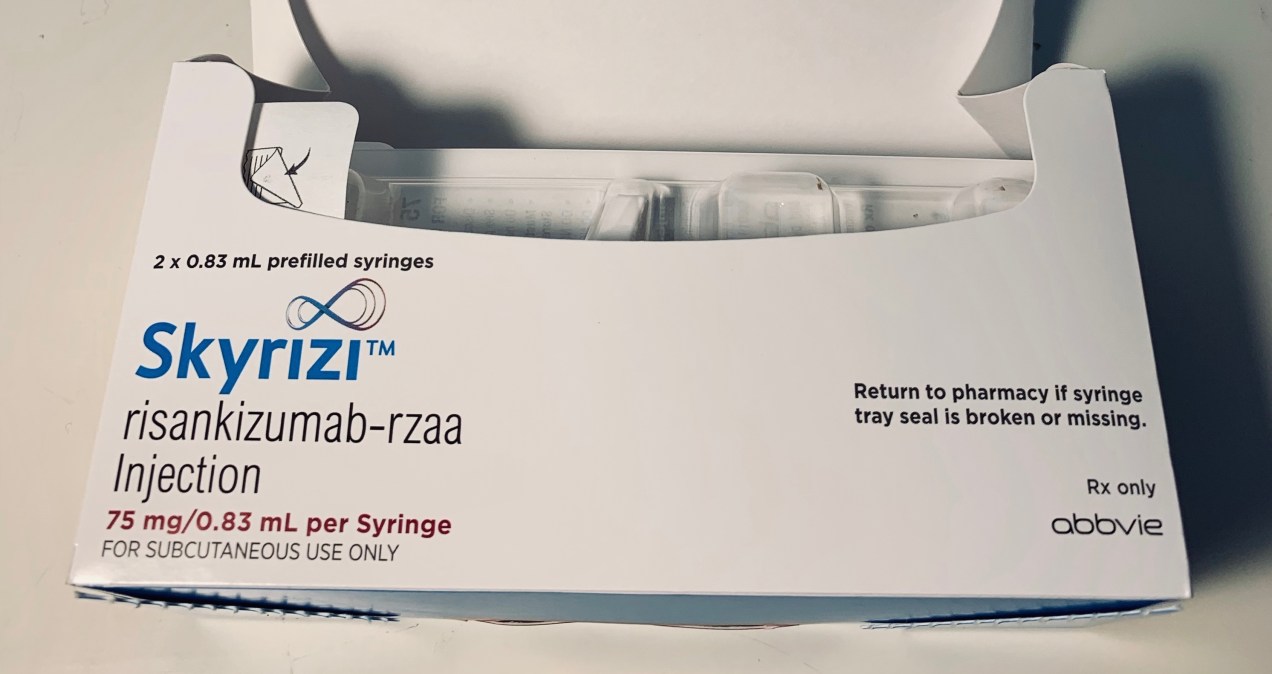 2 x 0.83 mL prefilled syringes
Skyrizi™
risankizumab-rzaa
Injection
75 mg/0.83 mL per Syringe
FOR SUBCUTANEOUS USE ONLY
Return to pharmacy if syringe
tray seal is broken or missing.
Rx only
abbvie